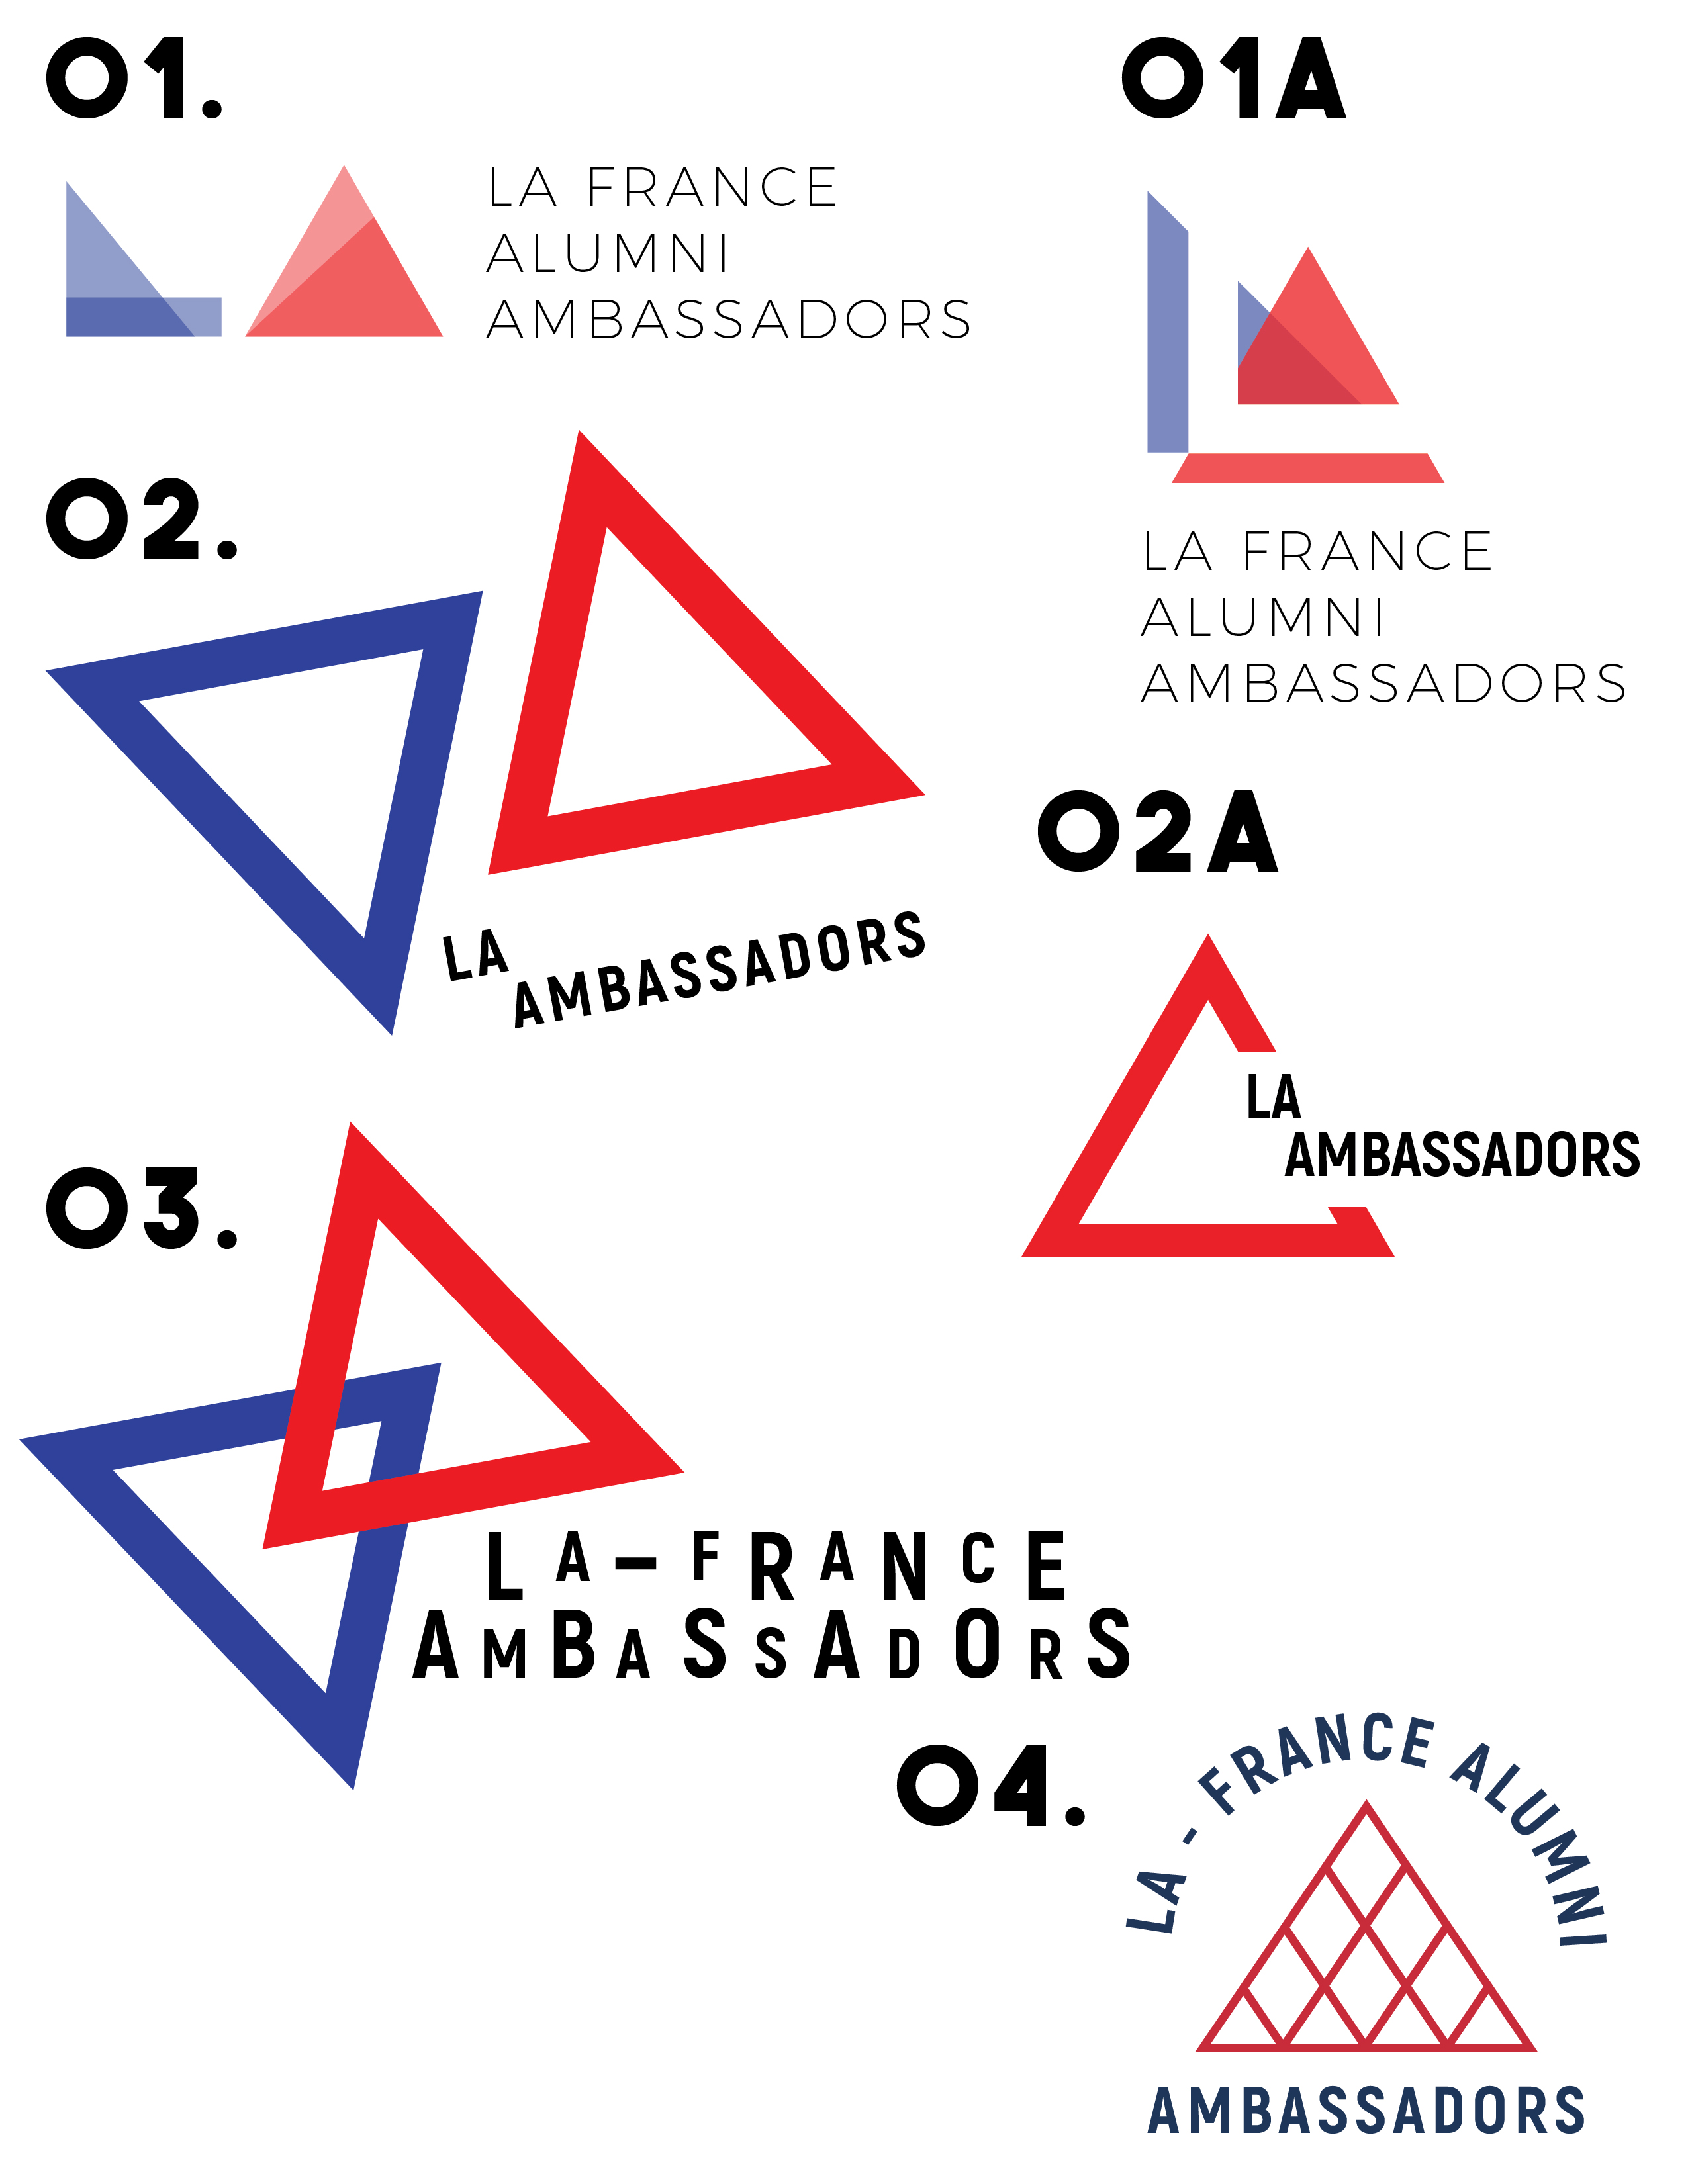 01.
LA FRANCE
ALUMNI
AMBASSADORS
01A
LA FRANCE
ALUMNI
AMBASSADORS
02.
LA
AMBASSADORS
02A
LA
AMBASSADORS
03.
LA-FRANCE
AMBASSADORS
04.
LA - FRANCE ALUMNI
AMBASSADORS